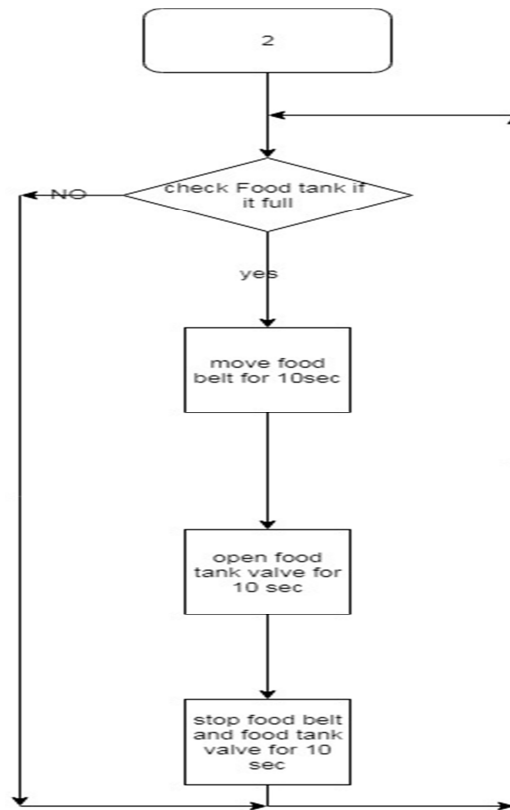 2
check Food tank if
it full
NO
yes
move food
belt for 10sec
open food
tank valve for
10 sec
stop food belt
and food tank
valve for 10
sec